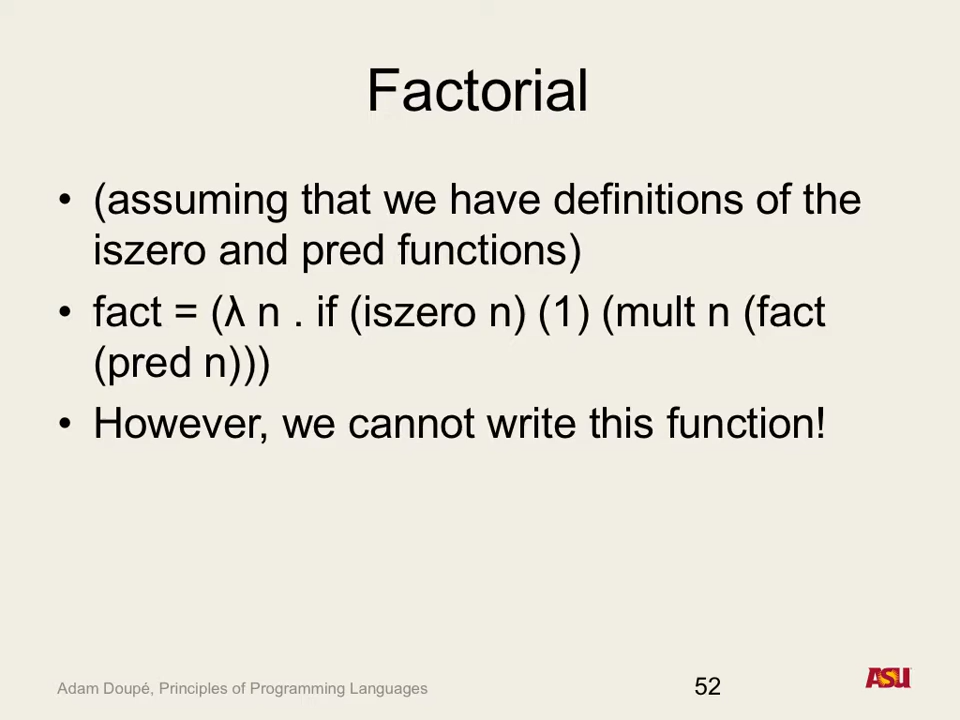 Factorial
• (assuming that we have definitions of the
iszero and pred functions)
• fact = (λ n . if (iszero n) (1) (mult n (fact
(pred n)))
• However, we cannot write this function!
Adam Doupé, Principles of Programming Languages
52
ASU